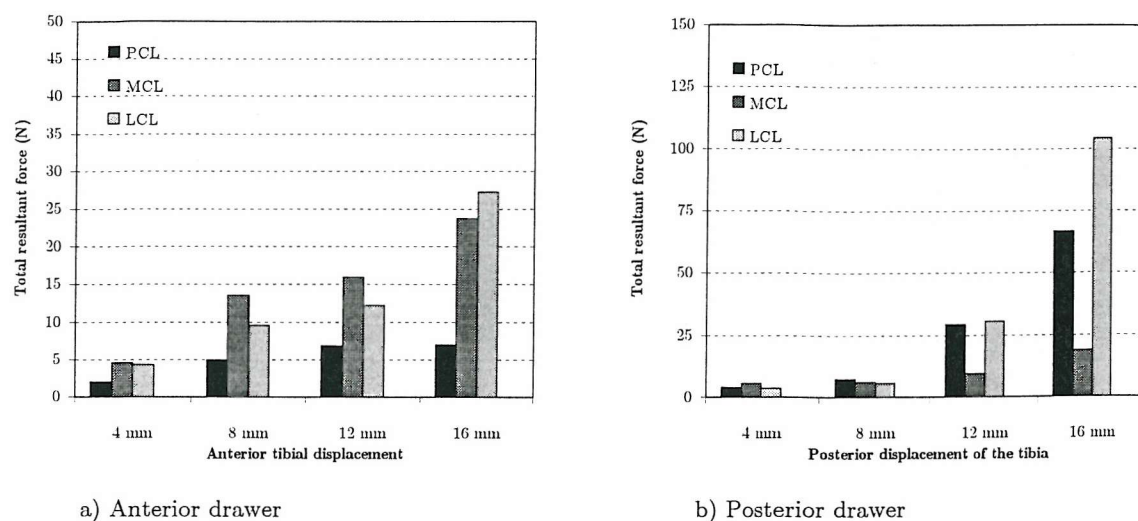 50
45
40
35
30
25
20
15
10
5
0
Total resultant force (N)
PCL
MCL
LCL
4 mm
8 mm
12 mm
16 mm
Anterior tibial displacement
a) Anterior drawer
150
125
100
75
50
25
0
Total resultant force (N)
PCL
MCL
LCL
4 mm
8 mm
12 mm
16 mm
Posterior displacement of the tibia
b) Posterior drawer